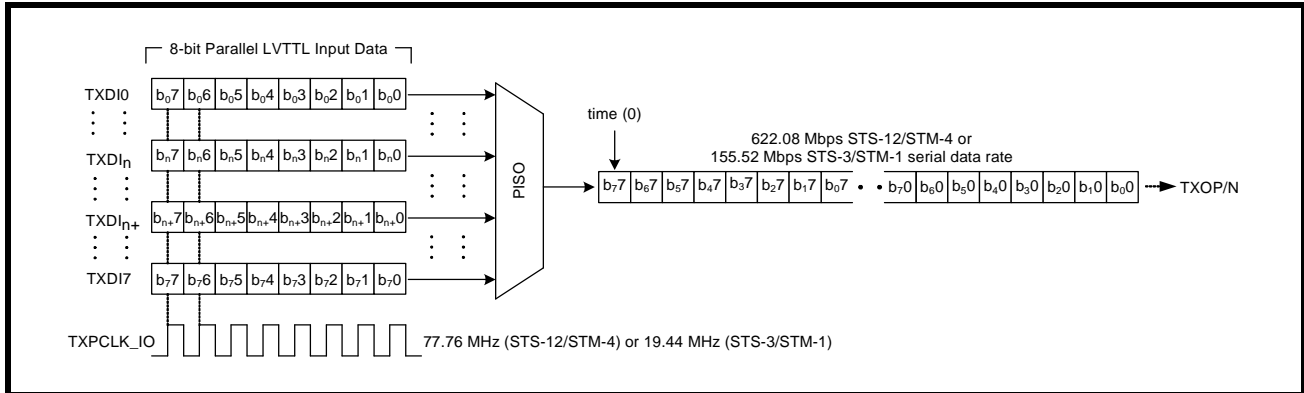 8-bit Parallel LVTTL Input Data
TXDI0 b07 b06 b05 b04 b03 b02 b01 b00
time (0)
622.08 Mbps STS-12/STM-4 or
155.52 Mbps STS-3/STM-1 serial data rate
TXDIn bn7 bn6 bn5 bn4 bn3 bn2 bn1 bn0
PISO
b77 b67 b57 b47 b37 b27 b17 b07 b70 b60 b50 b40 b30 b20 b10 b00 TXOP/N
TXDIn+ bn+7 bn+6 bn+5 bn+4 bn+3 bn+2 bn+1 bn+0
TXDI7 b77 b76 b75 b74 b73 b72 b71 b70
TXPCLK_IO 77.76 MHz (STS-12/STM-4) or 19.44 MHz (STS-3/STM-1)